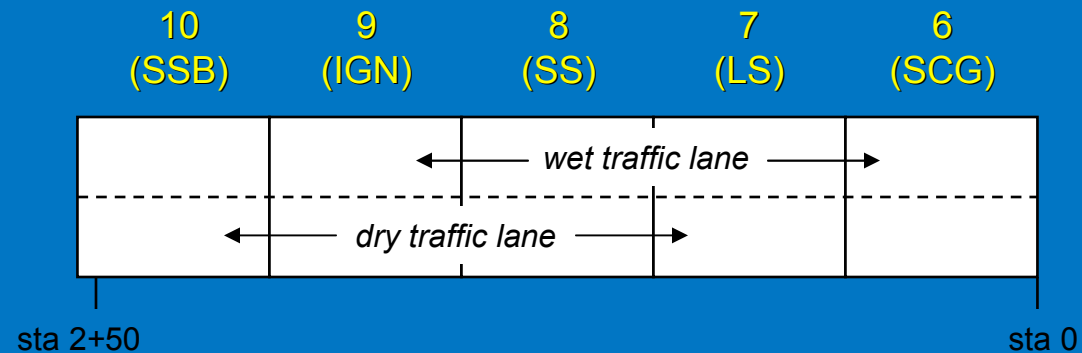 10 9 8 7 6
(SSB) (IGN) (SS) (LS) (SCG)
wet traffic lane
dry traffic lane
sta 2+50 sta 0